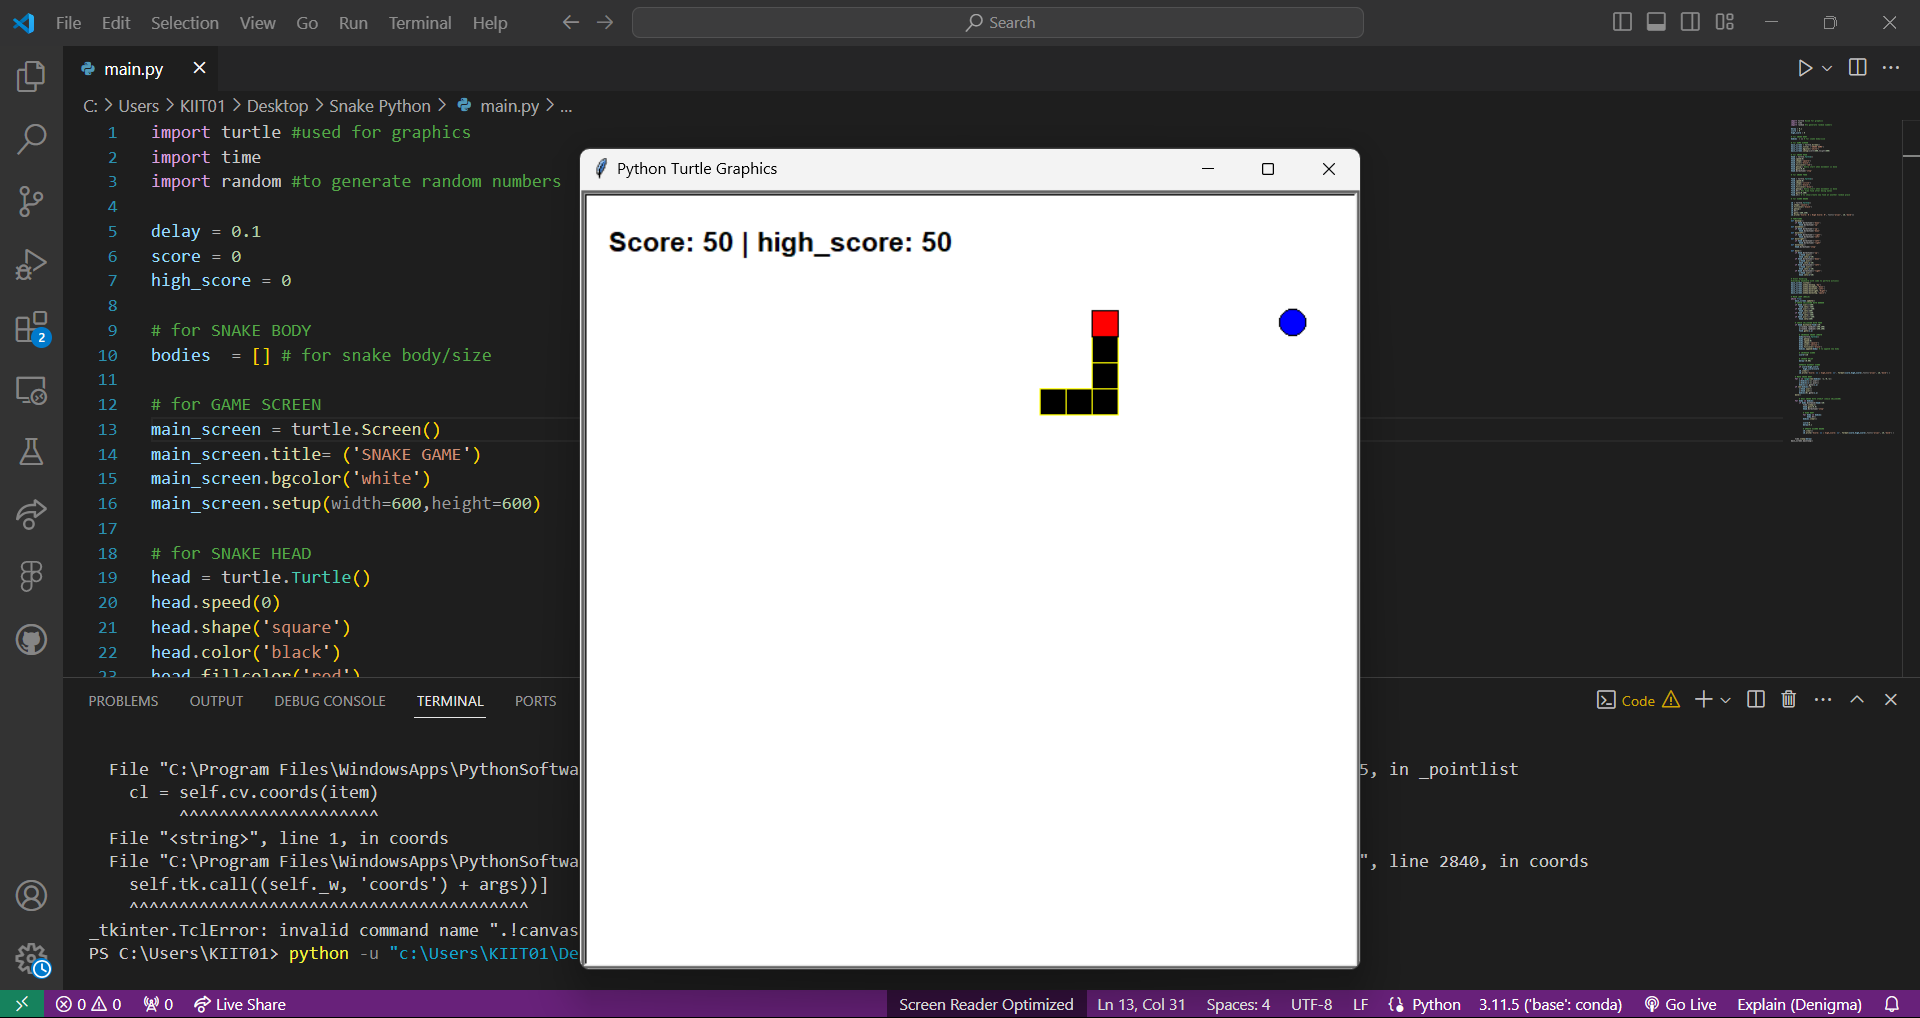 File Edit Selection View Go Run Terminal Help
Search
main.py
C: > Users > KIIT01 > Desktop > Snake Python > main.py > ...
1 import turtle #used for graphics
2 import time
3 import random #to generate random numbers
4
5 delay = 0.1
6 score = 0
7 high_score = 0
8
9 # for SNAKE BODY
10 bodies = [] # for snake body/size
11
12 # for GAME SCREEN
13 main_screen = turtle.Screen()
14 main_screen.title= ('SNAKE GAME')
15 main_screen.bgcolor('white')
16 main_screen.setup(width=600,height=600)
17
18 # for SNAKE HEAD
19 head = turtle.Turtle()
20 head.speed(0)
21 head.shape('square')
22 head.color('black')
23 head.fillcolor('red')
2
Python Turtle Graphics
Score: 50 | high_score: 50
PROBLEMS OUTPUT DEBUG CONSOLE TERMINAL PORTS
Code
File "C:\Program Files\WindowsApps\PythonSoftwa 5, in _pointlist
cl = self.cv.coords(item)
^^^^^^^^^^^^^^^^^^^^
File "<string>", line 1, in coords
File "C:\Program Files\WindowsApps\PythonSoftwa ", line 2840, in coords
self.tk.call((self._w, 'coords') + args))]
^^^^^^^^^^^^^^^^^^^^^^^^^^^^^^^^^^^^^^^^
_tkinter.TclError: invalid command name ".!canvas
PS C:\Users\KIIT01> python -u "c:\Users\KIIT01\De
0 0 0 Live Share Screen Reader Optimized Ln 13, Col 31 Spaces: 4 UTF-8 LF Python 3.11.5 ('base': conda) Go Live Explain (Denigma)